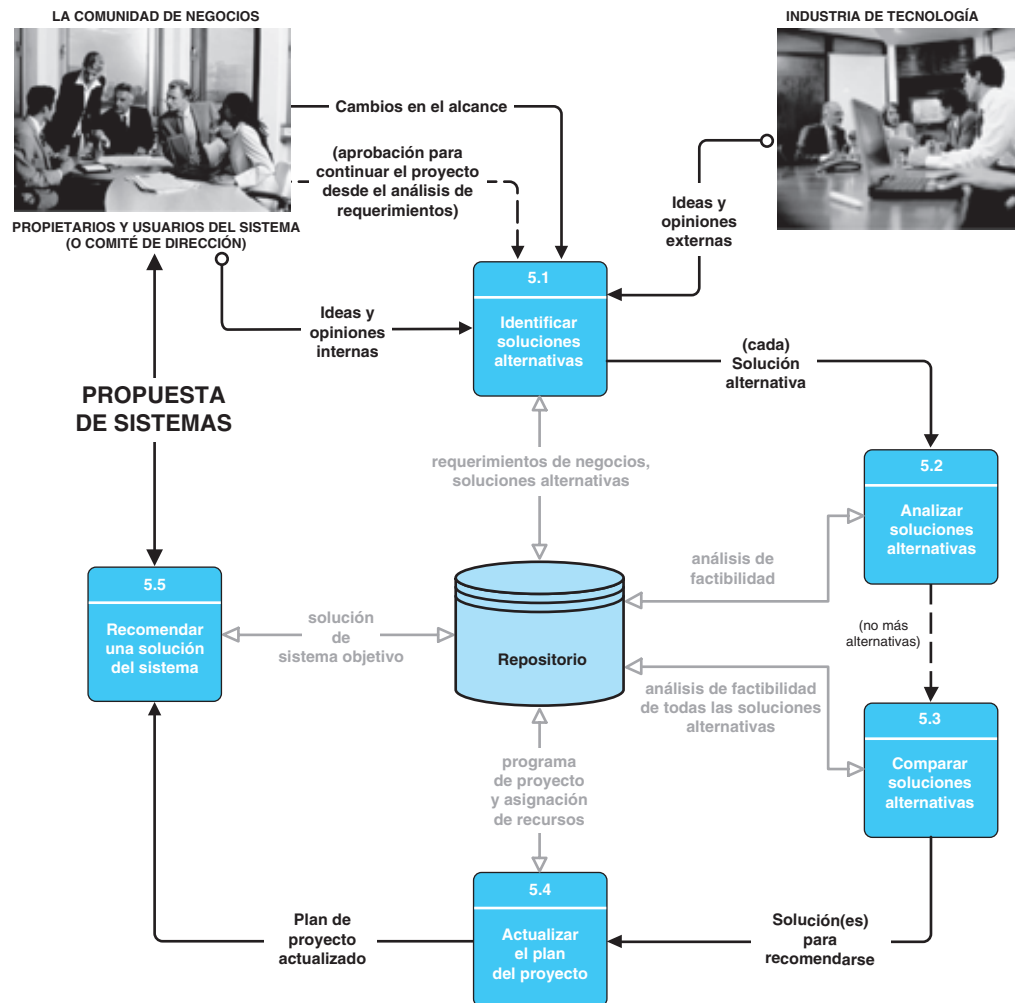 LA COMUNIDAD DE NEGOCIOS
INDUSTRIA DE TECNOLOGÍA
Cambios en el alcance
(aprobación para
continuar el proyecto
desde el análisis de
requerimientos)
Ideas y
opiniones
externas
PROPIETARIOS Y USUARIOS DEL SISTEMA
(O COMITÉ DE DIRECCIÓN)
5.1
Identificar
soluciones
alternativas
Ideas y
opiniones
internas
(cada)
Solución
alternativa
PROPUESTA
DE SISTEMAS
requerimientos de negocios,
soluciones alternativas
5.2
Analizar
soluciones
alternativas
análisis de
factibilidad
5.5
Recomendar
una solución
del sistema
solución
de
sistema objetivo
Repositorio
(no más
alternativas)
análisis de factibilidad
de todas las soluciones
alternativas
5.3
Comparar
soluciones
alternativas
programa
de proyecto
y asignación
de recursos
5.4
Actualizar
el plan
del proyecto
Plan de
proyecto
actualizado
Solución(es)
para
recomendarse